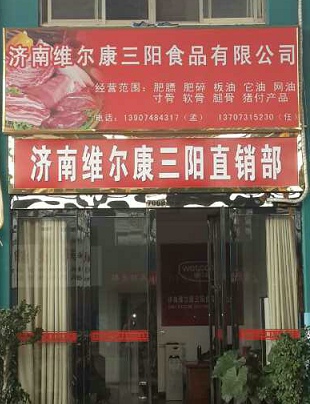 济南维尔康三阳食品有限公司
经营范围：肥膘 肥碎 板油 它油 网油
寸骨 软骨 腿骨 猪付产品
电话：13907484317（孟） 13707315230（任）
济南维尔康三阳直销部
706B